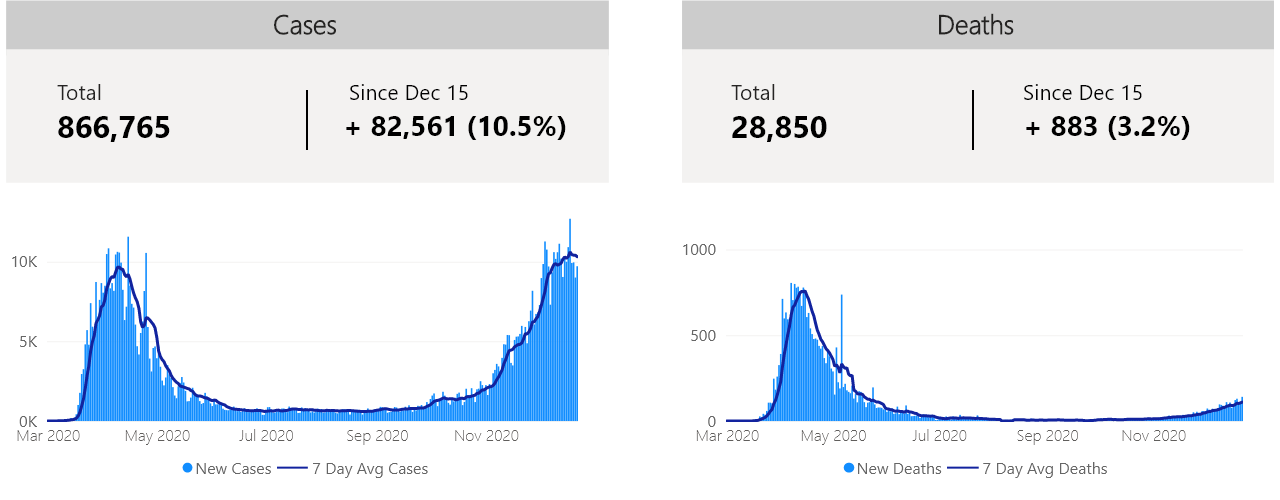 Cases
Total
866,765
Since Dec 15
+ 82,561 (10.5%)
10K
5K
0K
Mar 2020 May 2020 Jul 2020 Sep 2020 Nov 2020
New Cases 7 Day Avg Cases
Deaths
Total
28,850
Since Dec 15
+ 883 (3.2%)
1000
500
0
Mar 2020 May 2020 Jul 2020 Sep 2020 Nov 2020
New Deaths 7 Day Avg Deaths